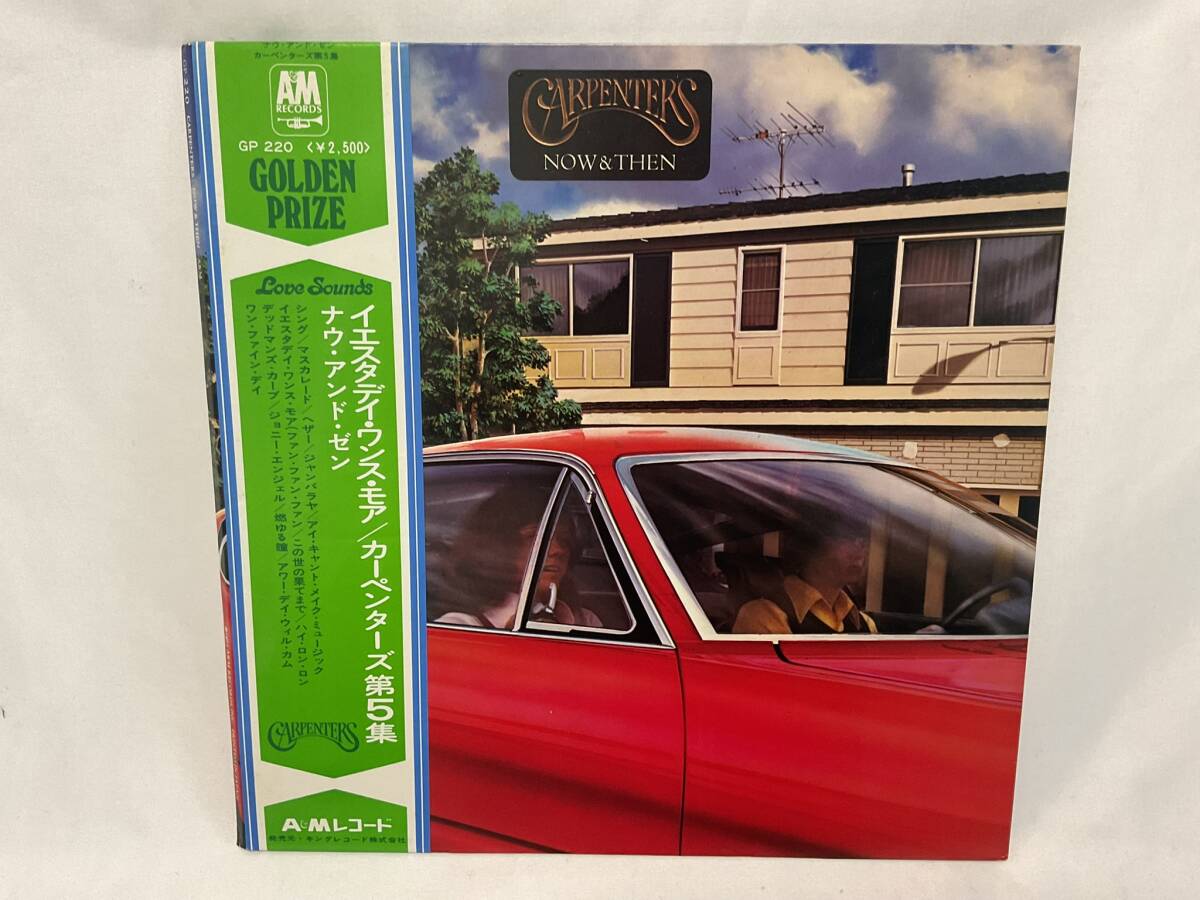 ナウ・アンド・ゼン
カーペンターズ第5集
A&M
RECORDS
GP 220 〈¥2,500〉
GOLDEN
PRIZE
Love Sounds
イエスタデイ・ワンス・モア/カーペンターズ第5集
ナウ・アンド・ゼン
シング/マスカレード/ヘザー/ジャンバラヤ/アイ・キャント・メイク・ミュージック
イエスタデイ・ワンス・モア(ファン・ファン・ファン/この世の果てまで/ハイ・ロン・ロン
デッドマンズ・カーブ/ジョニー・エンジェル/燃ゆる瞳/アワー・デイ・ウィル・カム
ワン・ファイン・デイ
CARPENTERS
A&Mレコード
発売元・キングレコード株式会社
CARPENTERS
NOW & THEN
GP 220 CARPENTERS